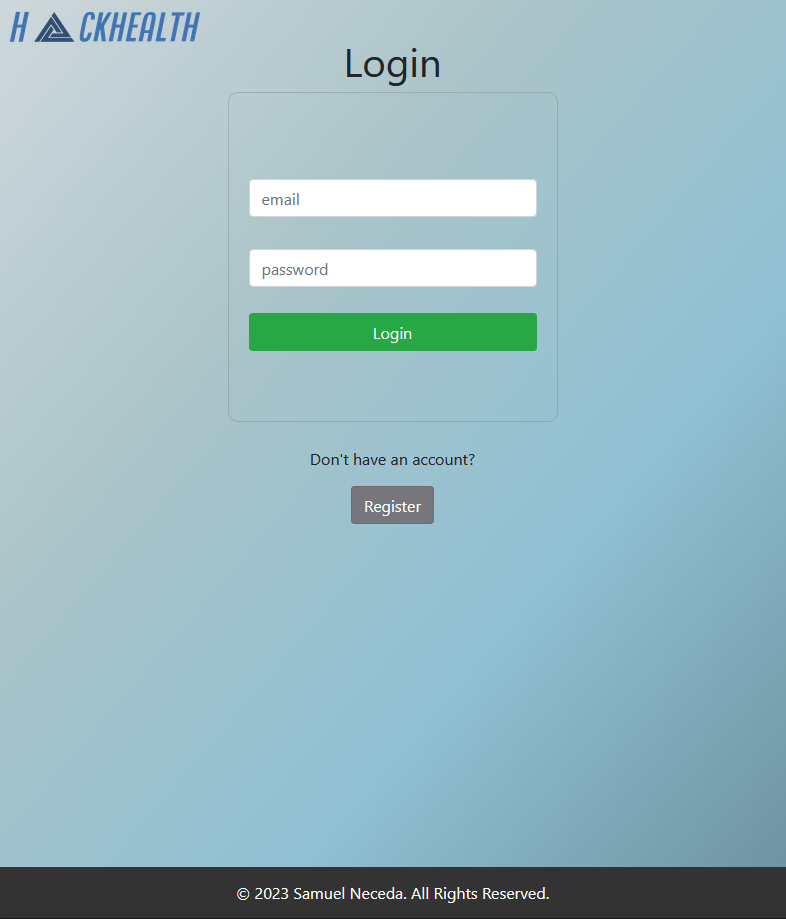 H CKHEALTH
Login
email
password
Login
Don't have an account?
Register
© 2023 Samuel Neceda. All Rights Reserved.